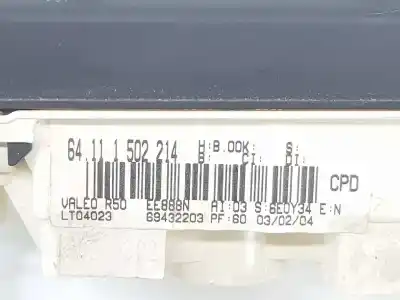 64 11 1 502 214 H:B.00K: S:
B: CI: DI:
CPD
VALEO R50 EE888N AI:03 S:6E0Y34 E:N
LT04023 69432203 PF:60 03/02/04